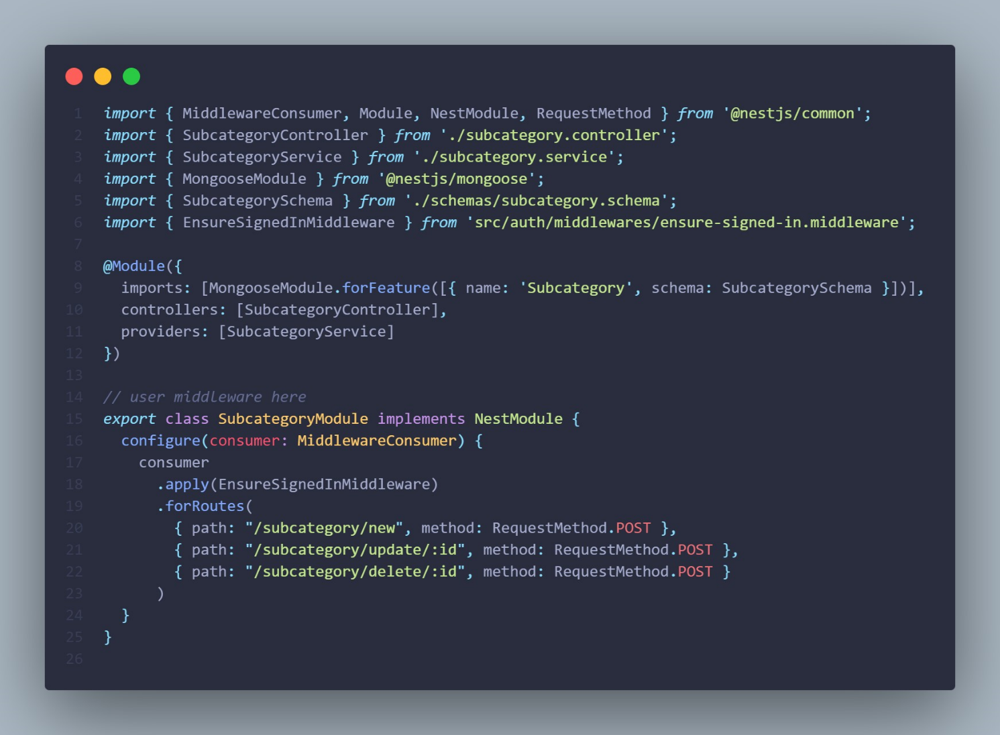 1 import { MiddlewareConsumer, Module, NestModule, RequestMethod } from '@nestjs/common';
2 import { SubcategoryController } from './subcategory.controller';
3 import { SubcategoryService } from './subcategory.service';
4 import { MongooseModule } from '@nestjs/mongoose';
5 import { SubcategorySchema } from './schemas/subcategory.schema';
6 import { EnsureSignedInMiddleware } from 'src/auth/middlewares/ensure-signed-in.middleware';
7
8 @Module({
9   imports: [MongooseModule.forFeature([{ name: 'Subcategory', schema: SubcategorySchema }])],
10   controllers: [SubcategoryController],
11   providers: [SubcategoryService]
12 })
13
14 // user middleware here
15 export class SubcategoryModule implements NestModule {
16   configure(consumer: MiddlewareConsumer) {
17     consumer
18       .apply(EnsureSignedInMiddleware)
19       .forRoutes(
20         { path: "/subcategory/new", method: RequestMethod.POST },
21         { path: "/subcategory/update/:id", method: RequestMethod.POST },
22         { path: "/subcategory/delete/:id", method: RequestMethod.POST }
23       )
24   }
25 }
26